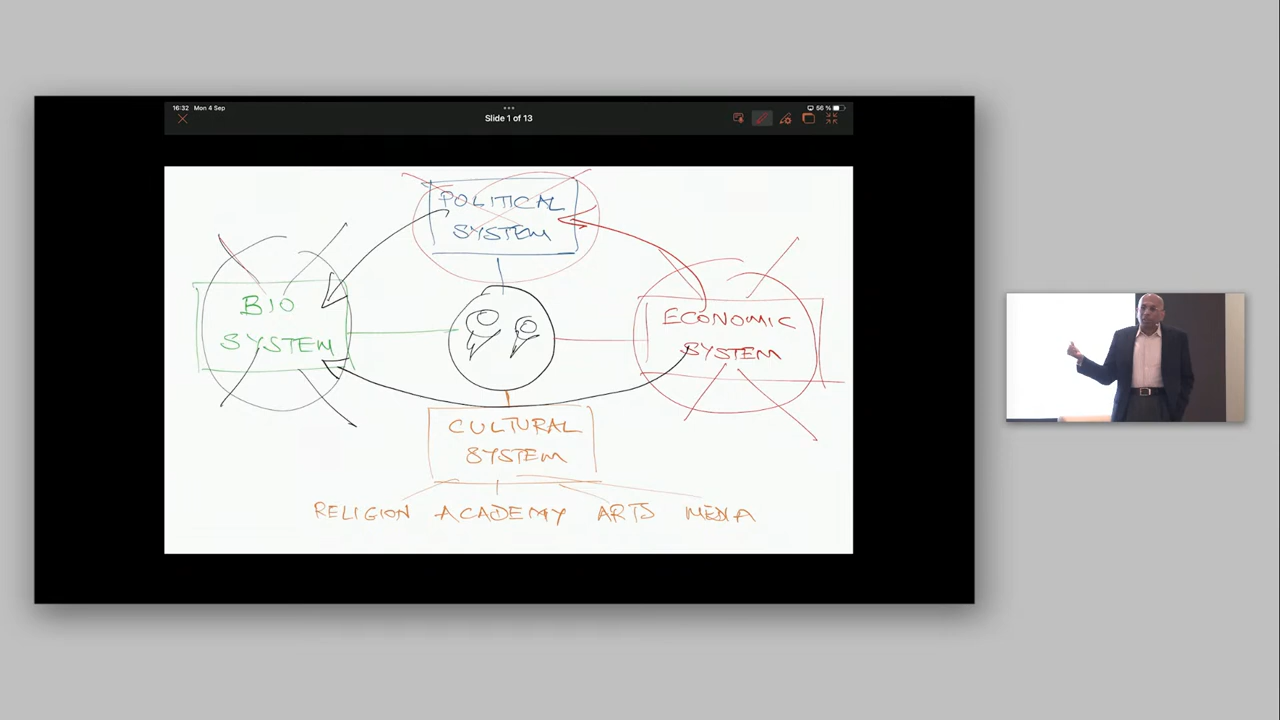 16:32 Mon 4 Sep
56 %
Slide 1 of 13
POLITICAL
SYSTEM
BIO
SYSTEM
ECONOMIC
SYSTEM
CULTURAL
SYSTEM
RELIGION ACADEMY ARTS MEDIA